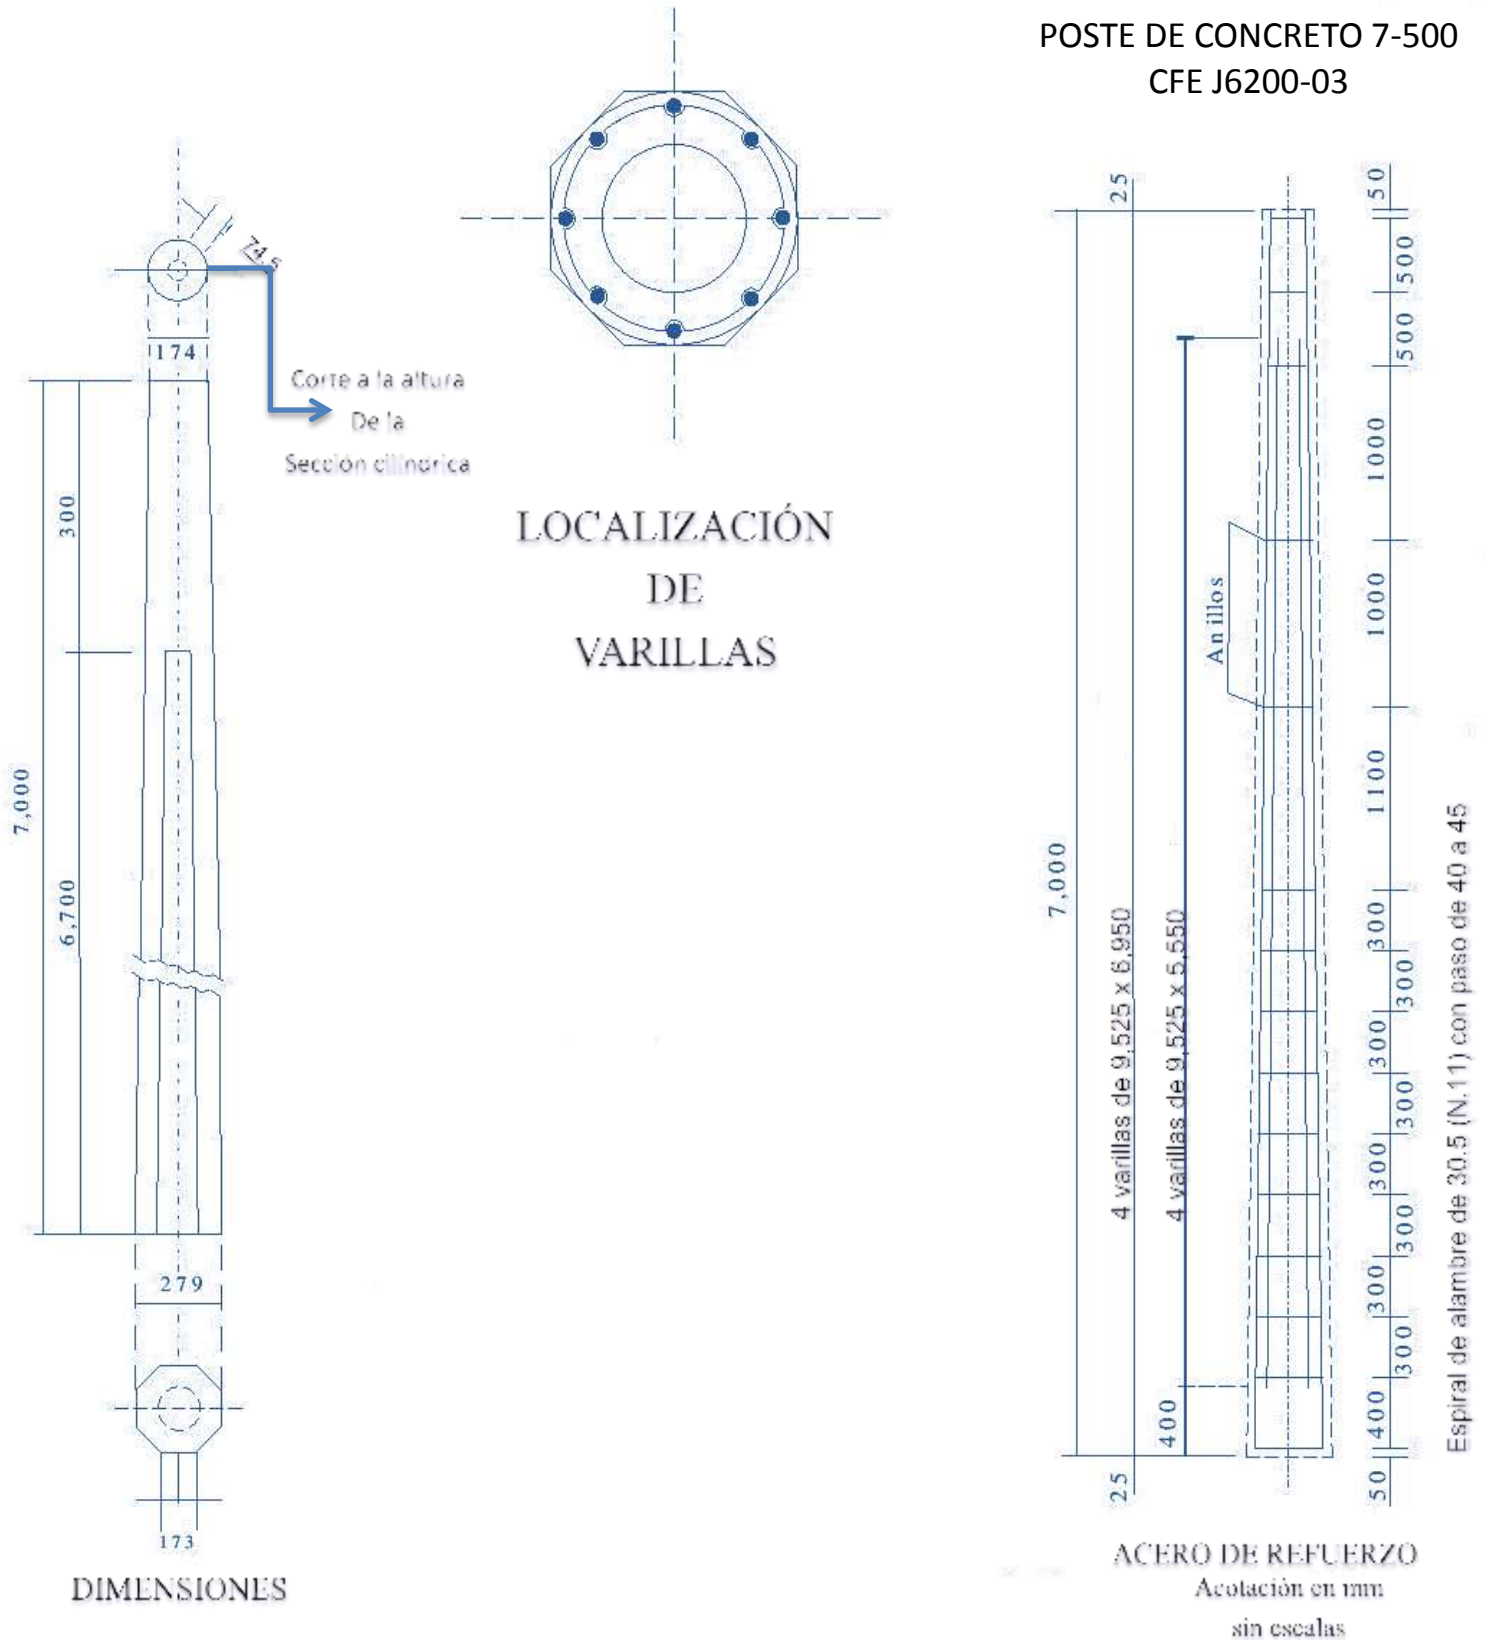 POSTE DE CONCRETO 7-500
CFE J6200-03
74.5
174
Corte a la altura
De la
Sección cilindrica
300
7,000
6,700
279
173
DIMENSIONES
LOCALIZACIÓN
DE
VARILLAS
25
7,000
4 varillas de 9,525 x 6,950
4 varillas de 9,525 x 5,550
400
25
Anillos
50
500
500
1000
1000
1100
300
300
300
300
300
300
300
300
400
50
Espiral de alambre de 30.5 (N.11) con paso de 40 a 45
ACERO DE REFUERZO
Acotación en mm
sin escalas